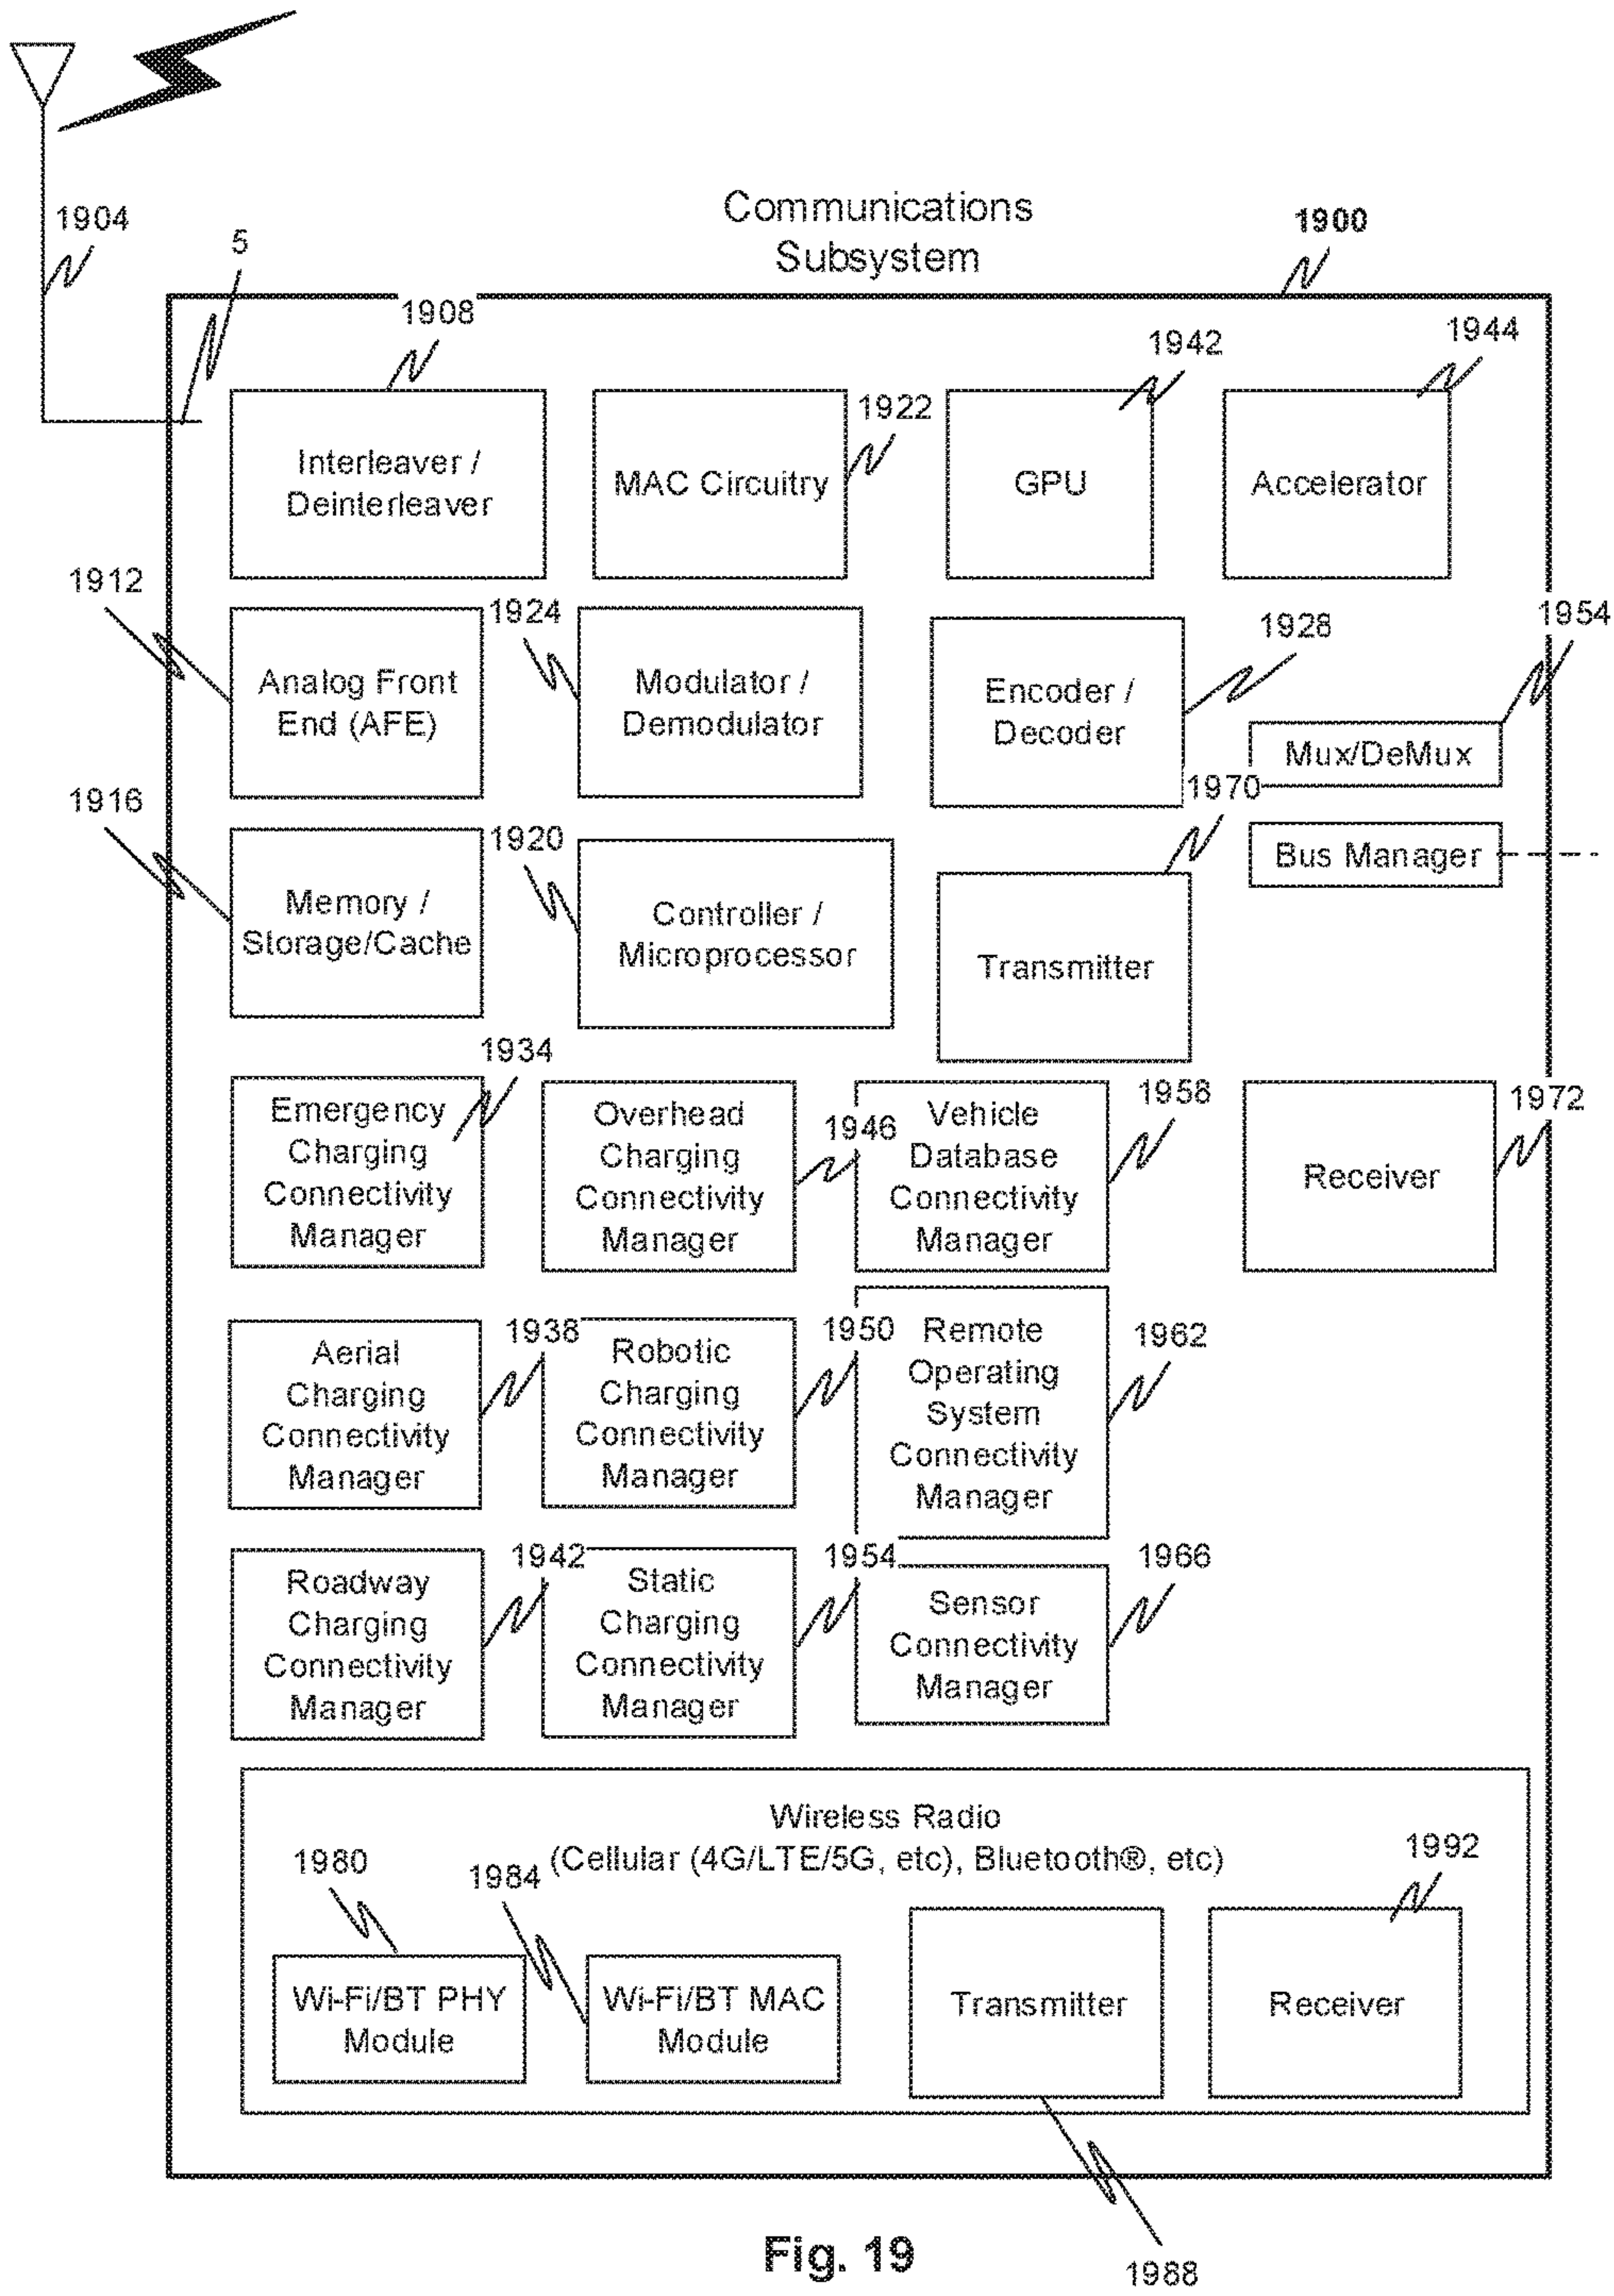 Communications
Subsystem
1900
1904
5
1908
1942
1944
1922
Interleaver /
Deinterleaver
MAC Circuitry
GPU
Accelerator
1912
1924
1928
1954
Analog Front
End (AFE)
Modulator /
Demodulator
Encoder /
Decoder
Mux/DeMux
1970
1916
1920
Bus Manager
Memory /
Storage/Cache
Controller /
Microprocessor
Transmitter
1934
1946
1958
1972
Emergency
Charging
Connectivity
Manager
Overhead
Charging
Connectivity
Manager
Vehicle
Database
Connectivity
Manager
Receiver
1938
1950
1962
Aerial
Charging
Connectivity
Manager
Robotic
Charging
Connectivity
Manager
Remote
Operating
System
Connectivity
Manager
1942
1954
1966
Roadway
Charging
Connectivity
Manager
Static
Charging
Connectivity
Manager
Sensor
Connectivity
Manager
Wireless Radio
(Cellular (4G/LTE/5G, etc), Bluetooth®, etc)
1980
1984
1992
Wi-Fi/BT PHY
Module
Wi-Fi/BT MAC
Module
Transmitter
Receiver
1988
Fig. 19